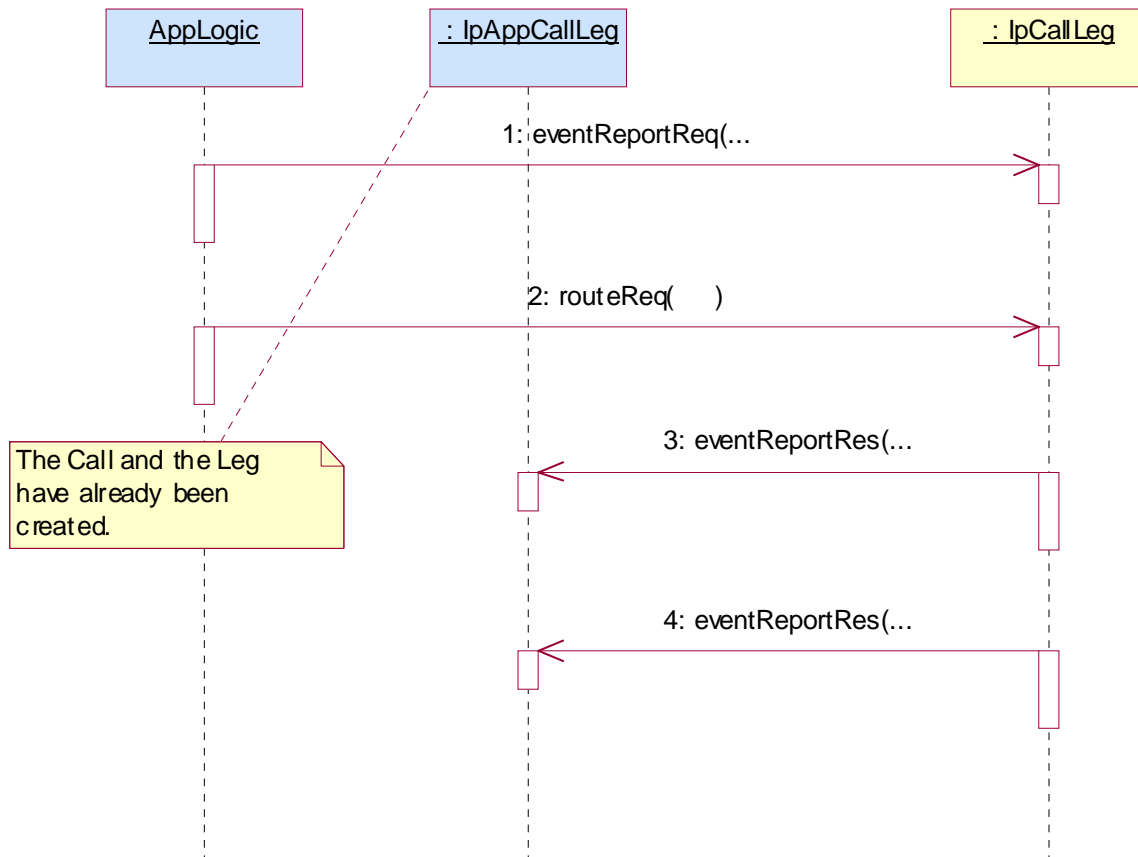 AppLogic
: IpAppCallLeg
: IpCallLeg
1: eventReportReq(...
2: routeReq( )
3: eventReportRes(...
The Call and the Leg
have already been
created.
4: eventReportRes(...